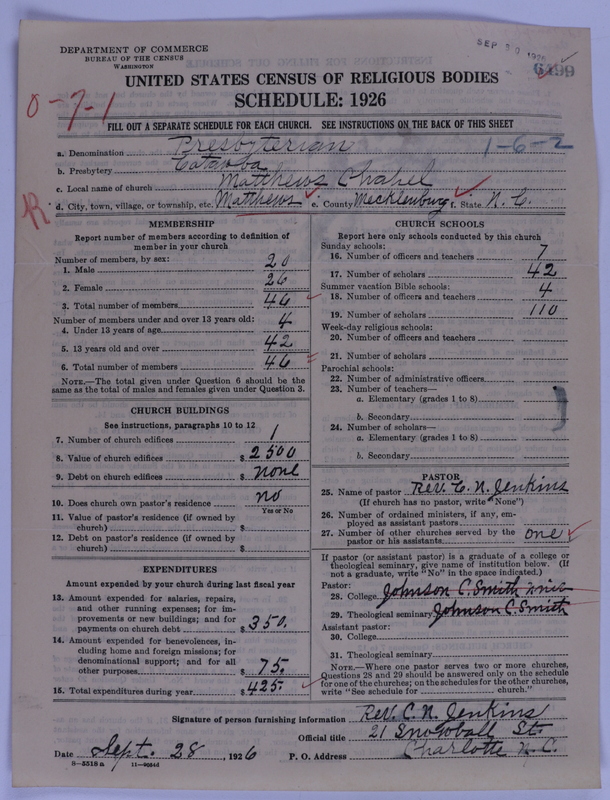 DEPARTMENT OF COMMERCE
BUREAU OF THE CENSUS
WASHINGTON
SEP 30 1926
6499
UNITED STATES CENSUS OF RELIGIOUS BODIES
SCHEDULE: 1926
0-7-1
FILL OUT A SEPARATE SCHEDULE FOR EACH CHURCH. SEE INSTRUCTIONS ON THE BACK OF THIS SHEET
a. Denomination Presbyterian 1-6-2
b. Presbytery Catawba
c. Local name of church Matthews Chapel
d. City, town, village, or township, etc. Matthews e. County Mecklenburg f. State N. C.
R
MEMBERSHIP
Report number of members according to definition of
member in your church
Number of members, by sex:
1. Male 20
2. Female 26
3. Total number of members 46
Number of members under and over 13 years old:
4. Under 13 years of age 4
5. 13 years old and over 42
6. Total number of members 46
NOTE.—The total given under Question 6 should be the
same as the total of males and females given under Question 3.
CHURCH BUILDINGS
See instructions, paragraphs 10 to 12
7. Number of church edifices 1
8. Value of church edifices $ 2500
9. Debt on church edifices $ none
10. Does church own pastor's residence no
Yes or No
11. Value of pastor's residence (if owned by
church) $
12. Debt on pastor's residence (if owned by
church) $
EXPENDITURES
Amount expended by your church during last fiscal year
13. Amount expended for salaries, repairs,
and other running expenses; for im-
provements or new buildings; and for
payments on church debt $ 350.
14. Amount expended for benevolences, in-
cluding home and foreign missions; for
denominational support; and for all
other purposes $ 75.
15. Total expenditures during year $ 425.
CHURCH SCHOOLS
Report here only schools conducted by this church
Sunday schools:
16. Number of officers and teachers 7
17. Number of scholars 42
Summer vacation Bible schools:
18. Number of officers and teachers 4
19. Number of scholars 110
Week-day religious schools:
20. Number of officers and teachers
21. Number of scholars
Parochial schools:
22. Number of administrative officers
23. Number of teachers—
a. Elementary (grades 1 to 8)
b. Secondary
24. Number of scholars—
a. Elementary (grades 1 to 8)
b. Secondary
PASTOR
25. Name of pastor Rev. C. N. Jenkins
(If church has no pastor, write "None")
26. Number of ordained ministers, if any, em-
ployed as assistant pastors
27. Number of other churches served by the
pastor or his assistants one
If pastor (or assistant pastor) is a graduate of a college or
theological seminary, give name of institution below. (If
not a graduate, write "No" in the space indicated.)
Pastor:
28. College Johnson C. Smith
29. Theological seminary Johnson C. Smith
Assistant pastor:
30. College
31. Theological seminary
NOTE.—Where one pastor serves two or more churches,
Questions 28 and 29 should be answered only on the schedule
for one of the churches; on the schedules for the other churches,
write "See schedule for church."
Signature of person furnishing information Rev. C. N. Jenkins
Official title 21 Snowball St.
Date Sept. 28, 1926 P. O. Address Charlotte N. C.
8-5518a 11-9034d